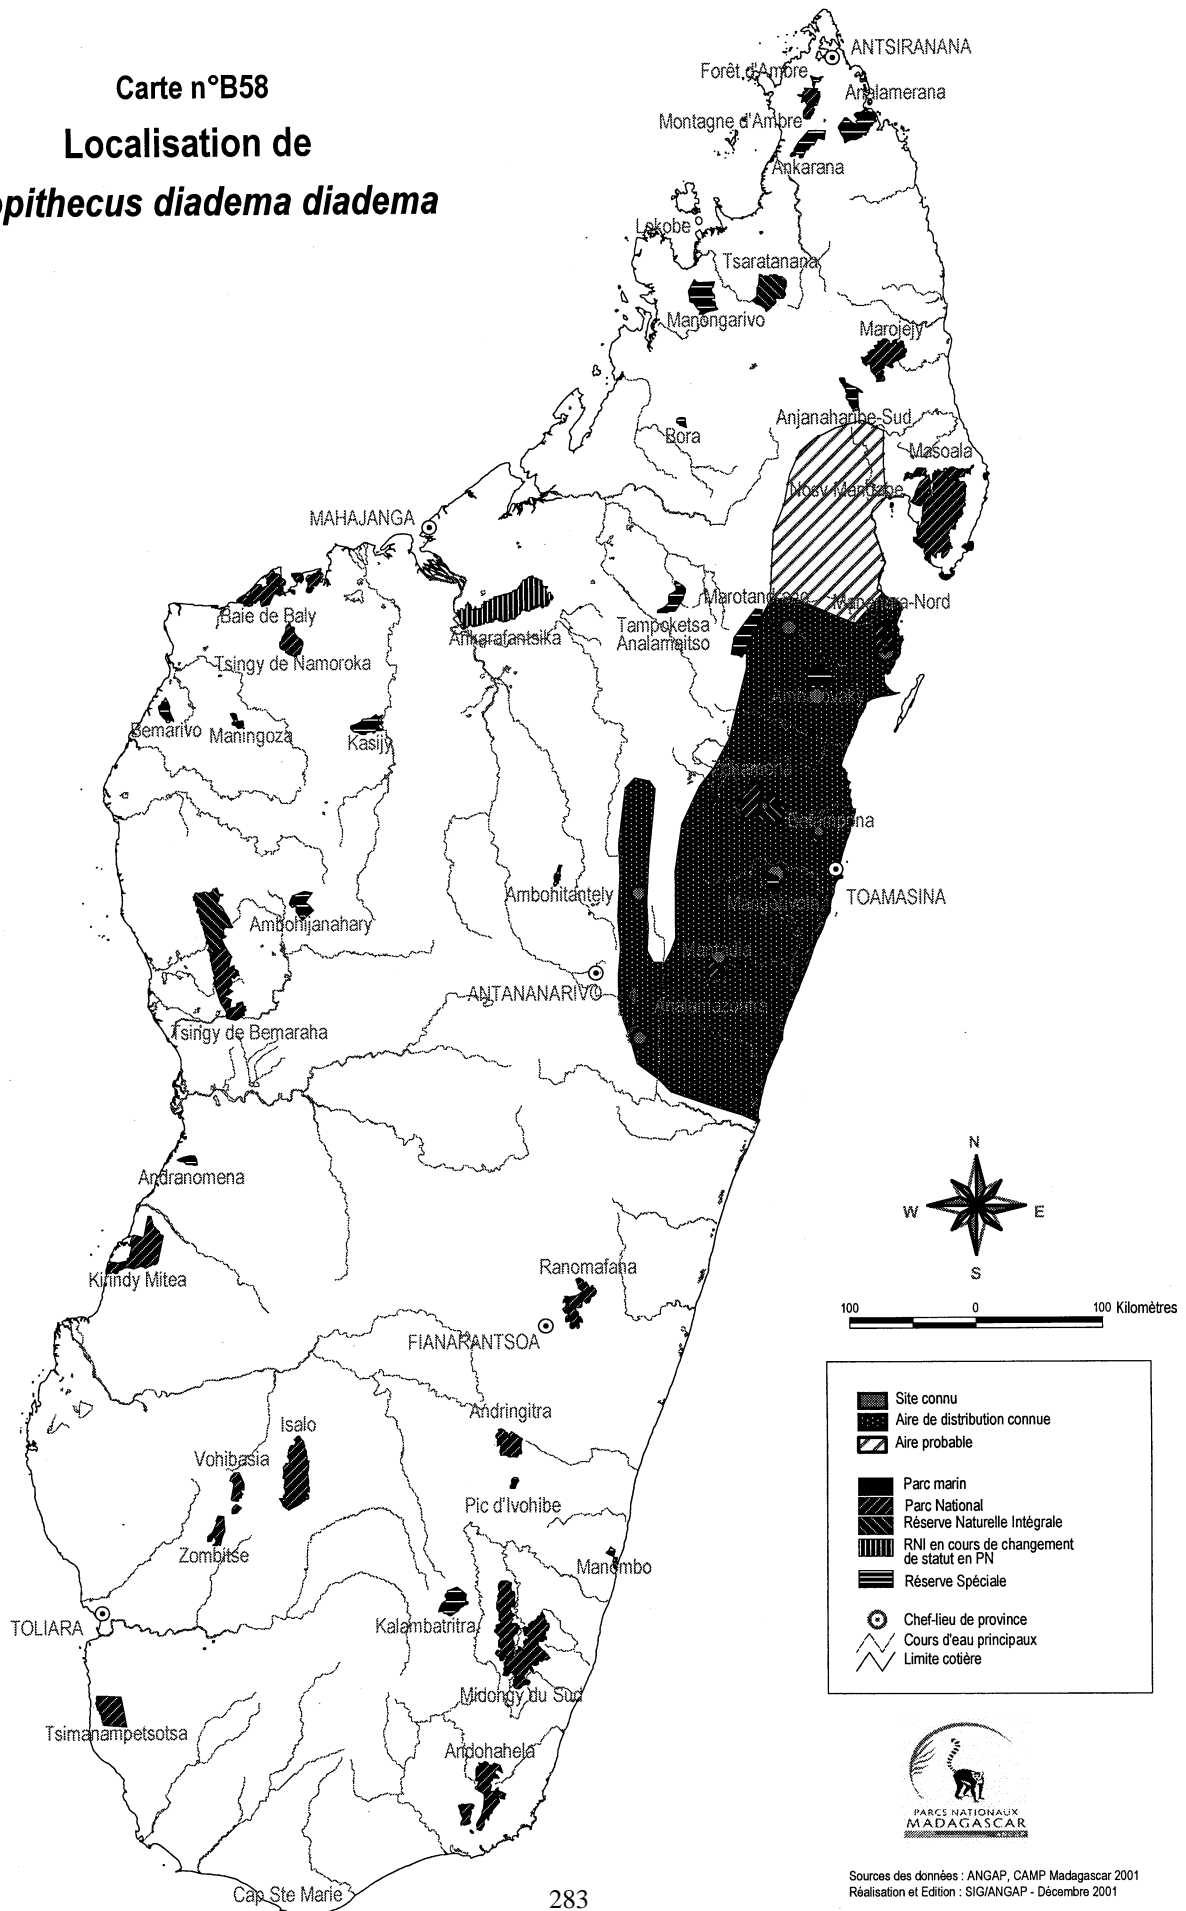 Carte n°B58
Localisation de
opithecus diadema diadema
ANTSIRANANA
Forêt d'Ambre
Analamerana
Montagne d'Ambre
Ankarana
Lokobe
Tsaratanana
Manongarivo
Marojejy
Anjanaharibe-Sud
Bora
Masoala
Nosy Mangabe
MAHAJANGA
Baie de Baly
Ankarafantsika
Tampoketsa
Analamaitso
Marotandrano
Mananara-Nord
Tsingy de Namoroka
Bemarivo
Maningoza
Kasijy
Ambohitantely
TOAMASINA
Ambohijanahary
Mantadia
ANTANANARIVO
Tsingy de Bemaraha
Andranomena
Kirindy Mitea
Ranomafana
FIANARANTSOA
Andringitra
Isalo
Vohibasia
Pic d'Ivohibe
Zombitse
Manombo
TOLIARA
Kalambatritra
Midongy du Sud
Tsimanampetsotsa
Andohahela
Cap Ste Marie
N
W
E
S
100
0
100 Kilomètres
Site connu
Aire de distribution connue
Aire probable
Parc marin
Parc National
Réserve Naturelle Intégrale
RNI en cours de changement
de statut en PN
Réserve Spéciale
Chef-lieu de province
Cours d'eau principaux
Limite cotière
PARCS NATIONAUX
MADAGASCAR
Sources des données : ANGAP, CAMP Madagascar 2001
Réalisation et Edition : SIG/ANGAP - Décembre 2001
283